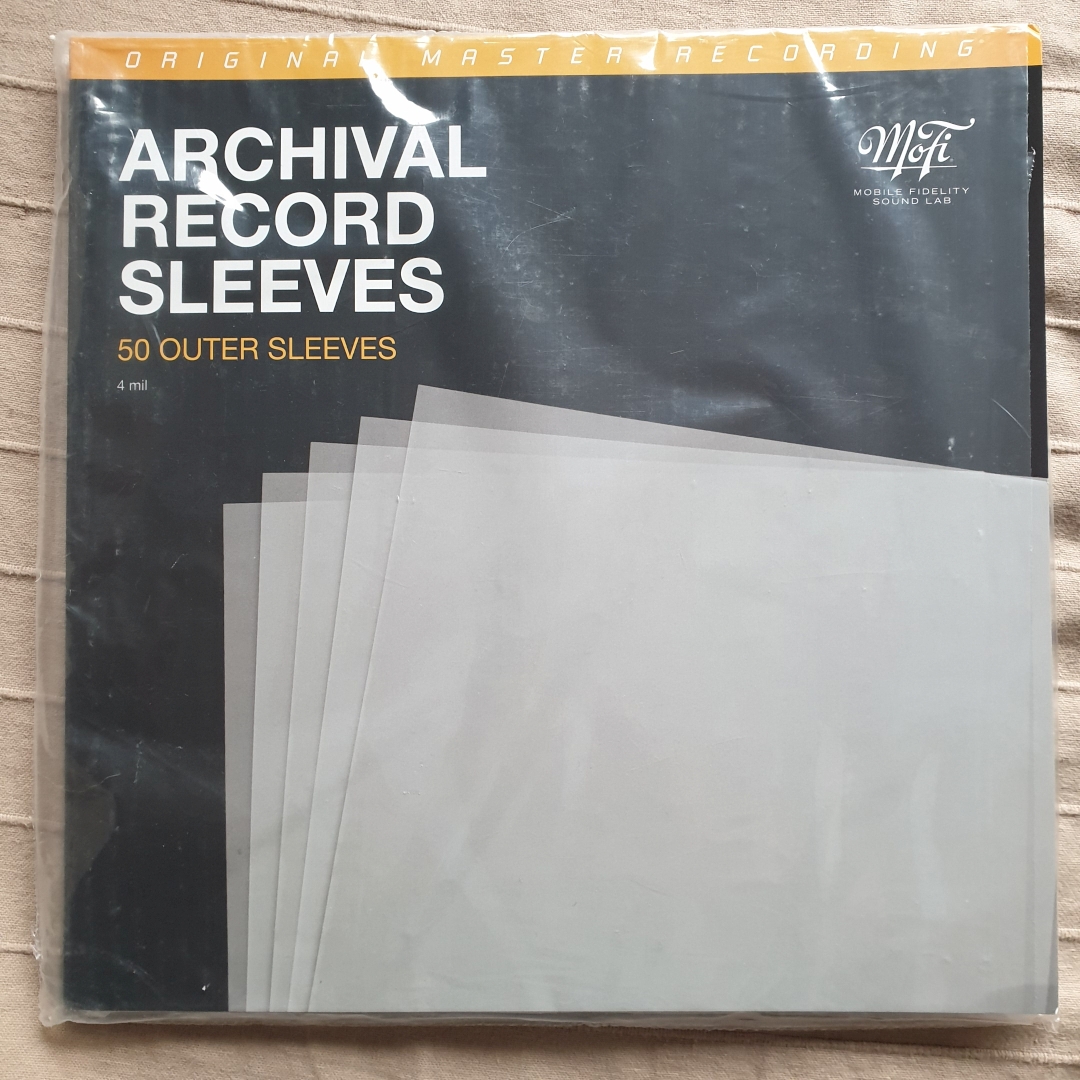 ORIGINAL MASTER RECORDING
MoFi
MOBILE FIDELITY
SOUND LAB
ARCHIVAL
RECORD
SLEEVES
50 OUTER SLEEVES
4 mil